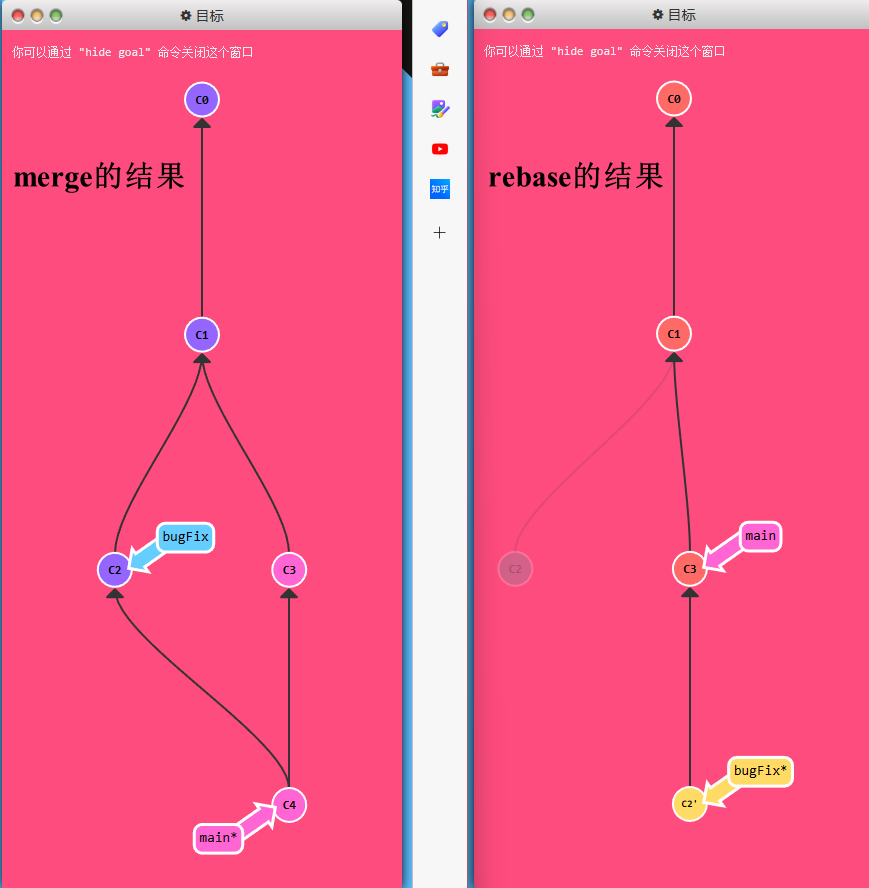 目标
你可以通过 "hide goal" 命令关闭这个窗口
C0
merge的结果
C1
bugFix
C2
C3
C4
main*
知乎
目标
你可以通过 "hide goal" 命令关闭这个窗口
C0
rebase的结果
C1
main
C2
C3
bugFix*
C2'